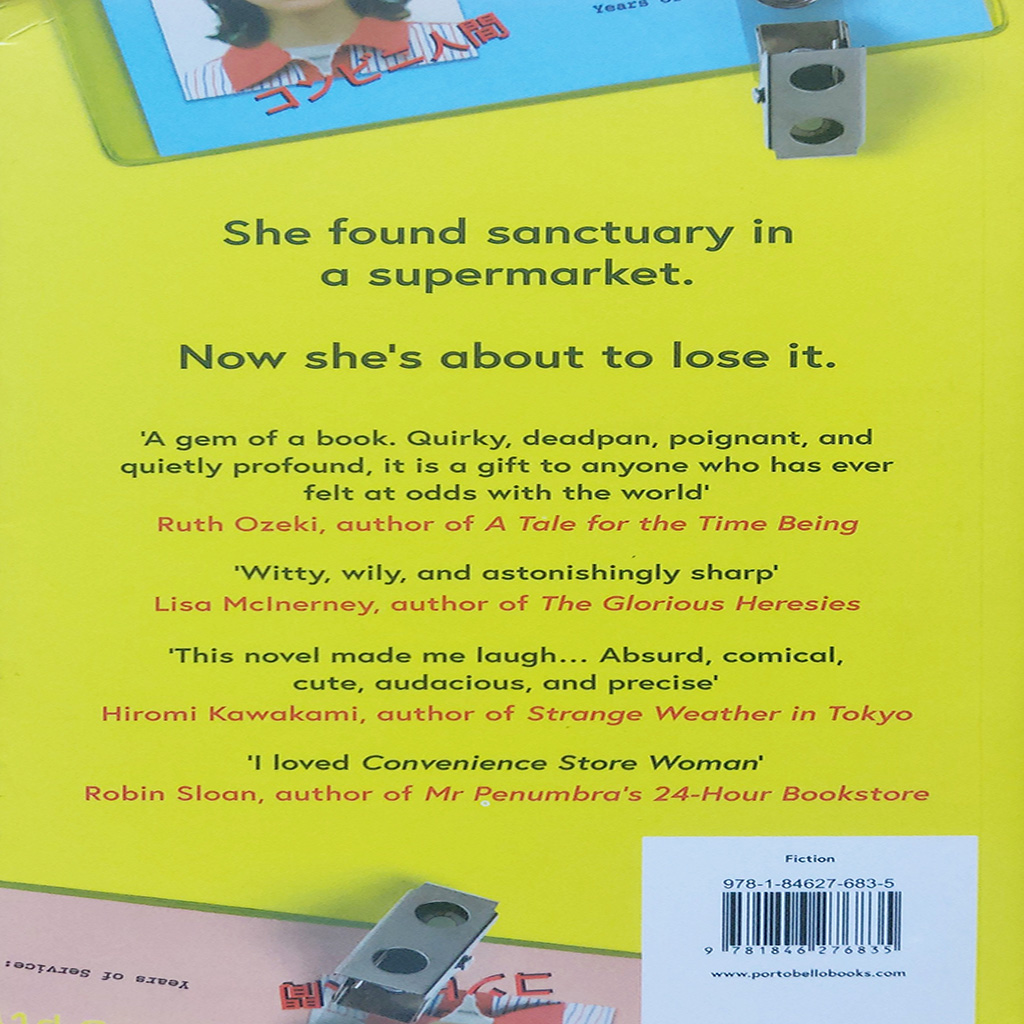 Years of
コンビニ人間
She found sanctuary in
a supermarket.
Now she's about to lose it.
'A gem of a book. Quirky, deadpan, poignant, and
quietly profound, it is a gift to anyone who has ever
felt at odds with the world'
Ruth Ozeki, author of A Tale for the Time Being
'Witty, wily, and astonishingly sharp'
Lisa McInerney, author of The Glorious Heresies
'This novel made me laugh... Absurd, comical,
cute, audacious, and precise'
Hiromi Kawakami, author of Strange Weather in Tokyo
'I loved Convenience Store Woman'
Robin Sloan, author of Mr Penumbra's 24-Hour Bookstore
Fiction
978-1-84627-683-5
9 781846 276835
www.portobellobooks.com
Years of Service: